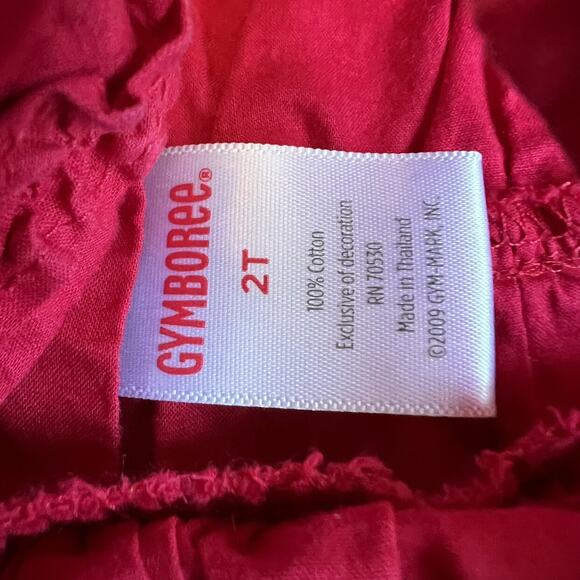 GYMBOREE®
2T
100% Cotton
Exclusive of decoration
RN 70530
Made in Thailand
©2009 GYM-MARK, INC.